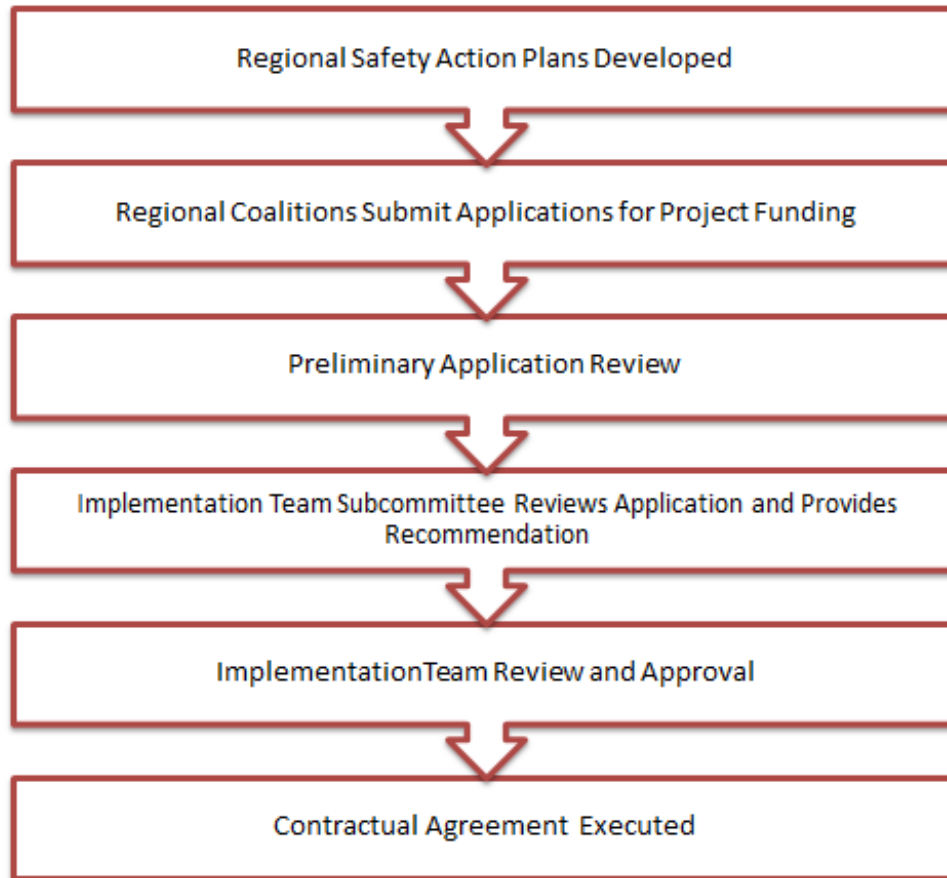 Regional Safety Action Plans Developed
Regional Coalitions Submit Applications for Project Funding
Preliminary Application Review
Implementation Team Subcommittee Reviews Application and Provides
Recommendation
ImplementationTeam Review and Approval
Contractual Agreement Executed